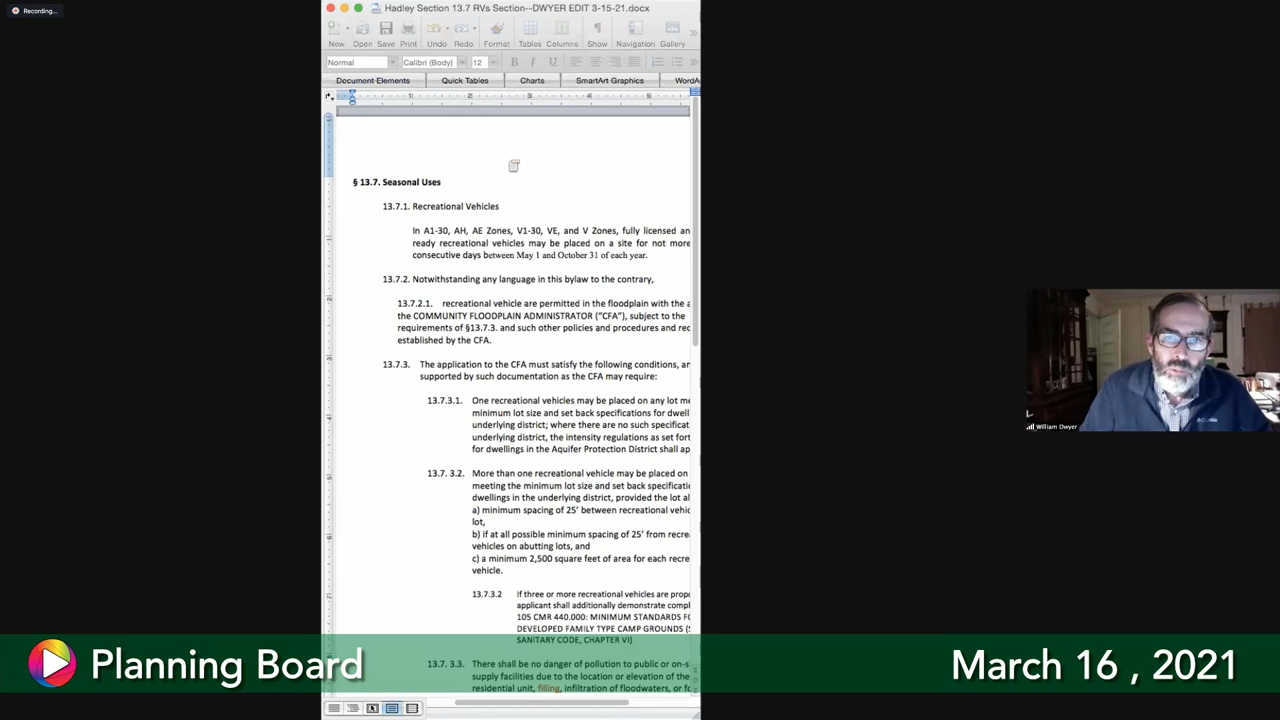 Recording...
Hadley Section 13.7 RVs Section--DWYER EDIT 3-15-21.docx
New Open Save Print Undo Redo Format Tables Columns Show Navigation Gallery
Normal Calibri (Body) 12 B I U
Document Elements Quick Tables Charts SmartArt Graphics WordA
§ 13.7. Seasonal Uses
13.7.1. Recreational Vehicles
In A1-30, AH, AE Zones, V1-30, VE, and V Zones, fully licensed an
ready recreational vehicles may be placed on a site for not more
consecutive days between May 1 and October 31 of each year.
13.7.2. Notwithstanding any language in this bylaw to the contrary,
13.7.2.1. recreational vehicle are permitted in the floodplain with the a
the COMMUNITY FLOODPLAIN ADMINISTRATOR ("CFA"), subject to the
requirements of §13.7.3. and such other policies and procedures and rec
established by the CFA.
13.7.3. The application to the CFA must satisfy the following conditions, an
supported by such documentation as the CFA may require:
13.7.3.1. One recreational vehicles may be placed on any lot me
minimum lot size and set back specifications for dwell
underlying district; where there are no such specificat
underlying district, the intensity regulations as set fort
for dwellings in the Aquifer Protection District shall ap
13.7. 3.2. More than one recreational vehicle may be placed on
meeting the minimum lot size and set back specificatio
dwellings in the underlying district, provided the lot al
a) minimum spacing of 25' between recreational vehic
lot,
b) if at all possible minimum spacing of 25' from recrea
vehicles on abutting lots, and
c) a minimum 2,500 square feet of area for each recre
vehicle.
13.7.3.2 If three or more recreational vehicles are propo
applicant shall additionally demonstrate compl
105 CMR 440.000: MINIMUM STANDARDS FO
DEVELOPED FAMILY TYPE CAMP GROUNDS (S
SANITARY CODE, CHAPTER VI)
13.7. 3.3. There shall be no danger of pollution to public or on-s
supply facilities due to the location or elevation of the
residential unit, filling, infiltration of floodwaters, or fo
William Dwyer
Planning Board
March 16 , 2021